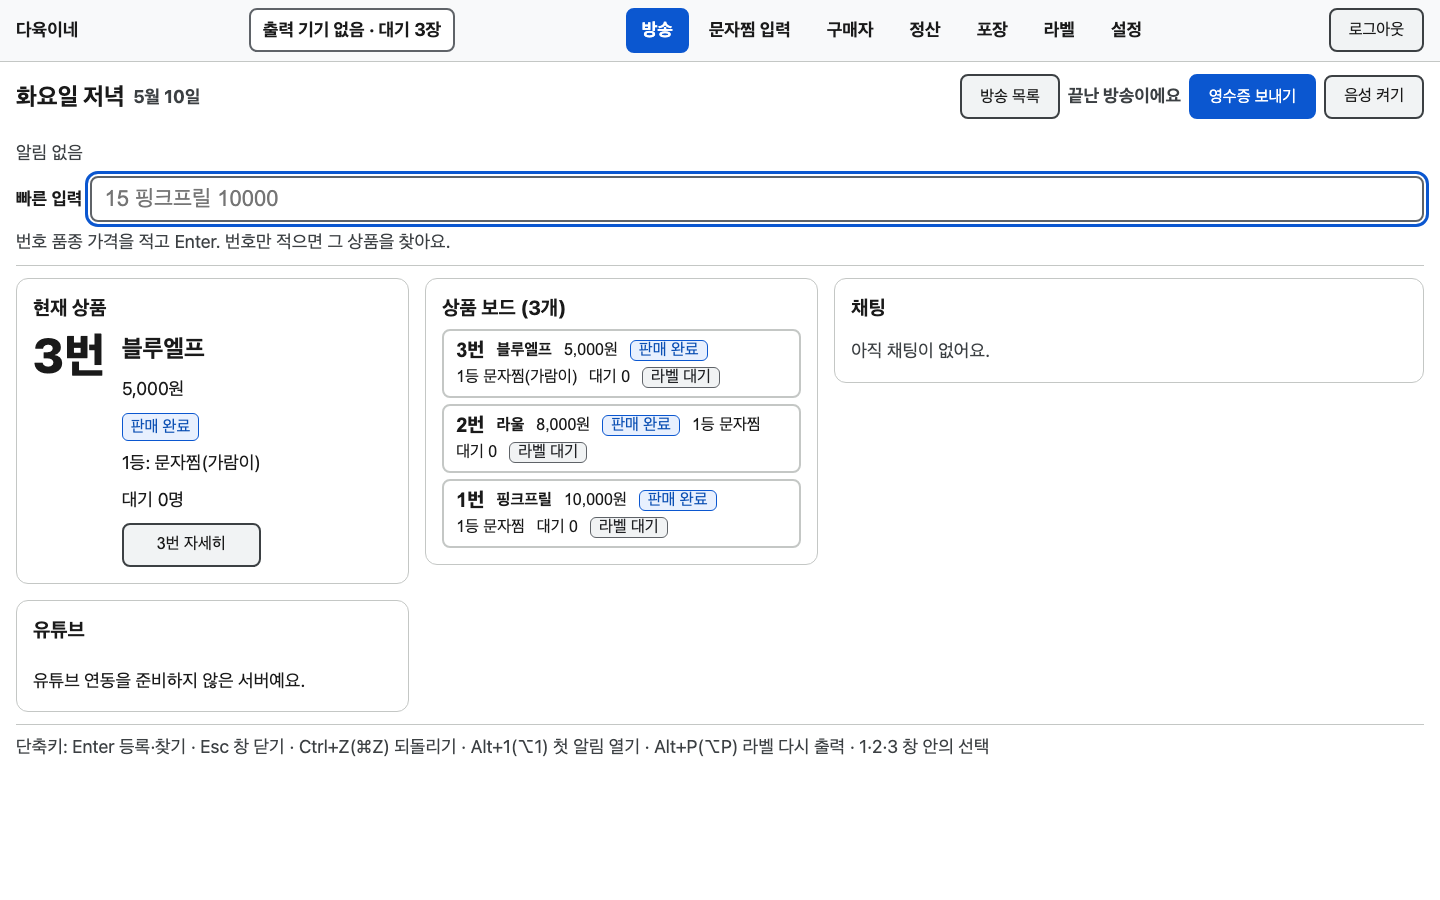 다육이네
출력 기기 없음 · 대기 3장
방송 문자찜 입력 구매자 정산 포장 라벨 설정
로그아웃
화요일 저녁 5월 10일
방송 목록 끝난 방송이에요 영수증 보내기 음성 켜기
알림 없음
빠른 입력 15 핑크프릴 10000
번호 품종 가격을 적고 Enter. 번호만 적으면 그 상품을 찾아요.
현재 상품
3번 블루엘프
5,000원
판매 완료
1등: 문자찜(가람이)
대기 0명
3번 자세히
상품 보드 (3개)
3번 블루엘프 5,000원 판매 완료
1등 문자찜(가람이) 대기 0 라벨 대기
2번 라울 8,000원 판매 완료 1등 문자찜
대기 0 라벨 대기
1번 핑크프릴 10,000원 판매 완료
1등 문자찜 대기 0 라벨 대기
채팅
아직 채팅이 없어요.
유튜브
유튜브 연동을 준비하지 않은 서버예요.
단축키: Enter 등록·찾기 · Esc 창 닫기 · Ctrl+Z(⌘Z) 되돌리기 · Alt+1(⌥1) 첫 알림 열기 · Alt+P(⌥P) 라벨 다시 출력 · 1·2·3 창 안의 선택